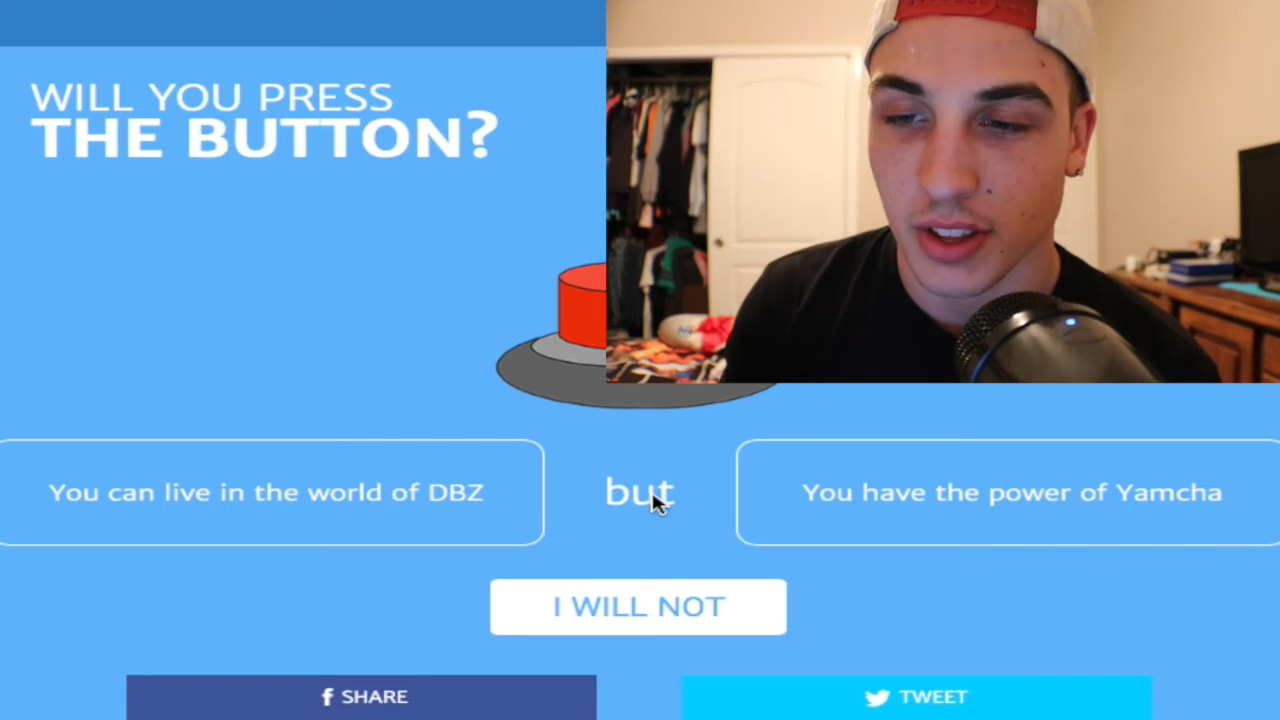 WILL YOU PRESS
THE BUTTON?
You can live in the world of DBZ
but
You have the power of Yamcha
I WILL NOT
f SHARE
TWEET